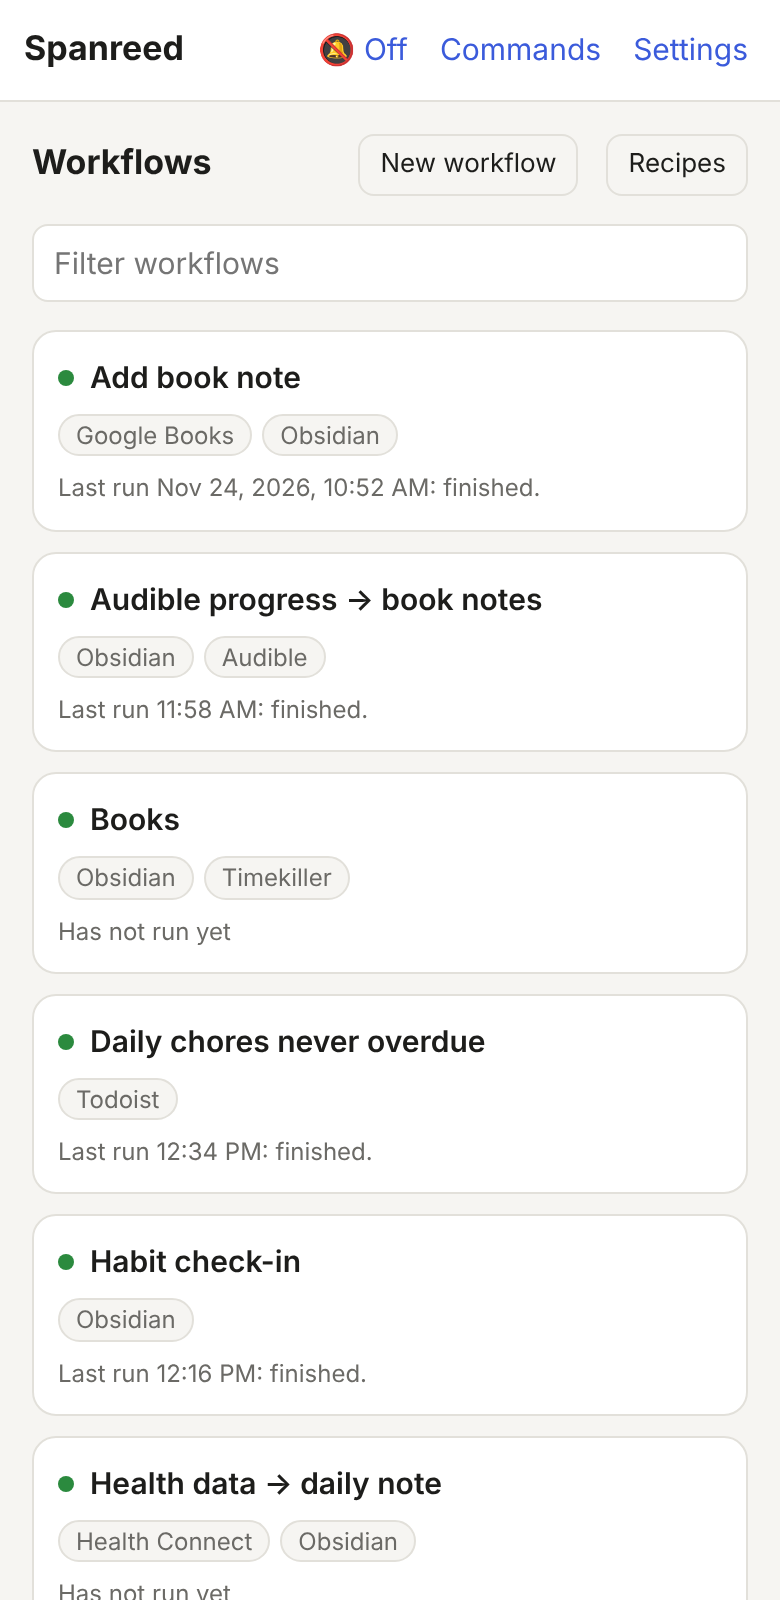 Spanreed
🔕 Off
Commands
Settings
Workflows
New workflow
Recipes
Filter workflows
Add book note
Google Books
Obsidian
Last run Nov 24, 2026, 10:52 AM: finished.
Audible progress → book notes
Obsidian
Audible
Last run 11:58 AM: finished.
Books
Obsidian
Timekiller
Has not run yet
Daily chores never overdue
Todoist
Last run 12:34 PM: finished.
Habit check-in
Obsidian
Last run 12:16 PM: finished.
Health data → daily note
Health Connect
Obsidian
Has not run yet